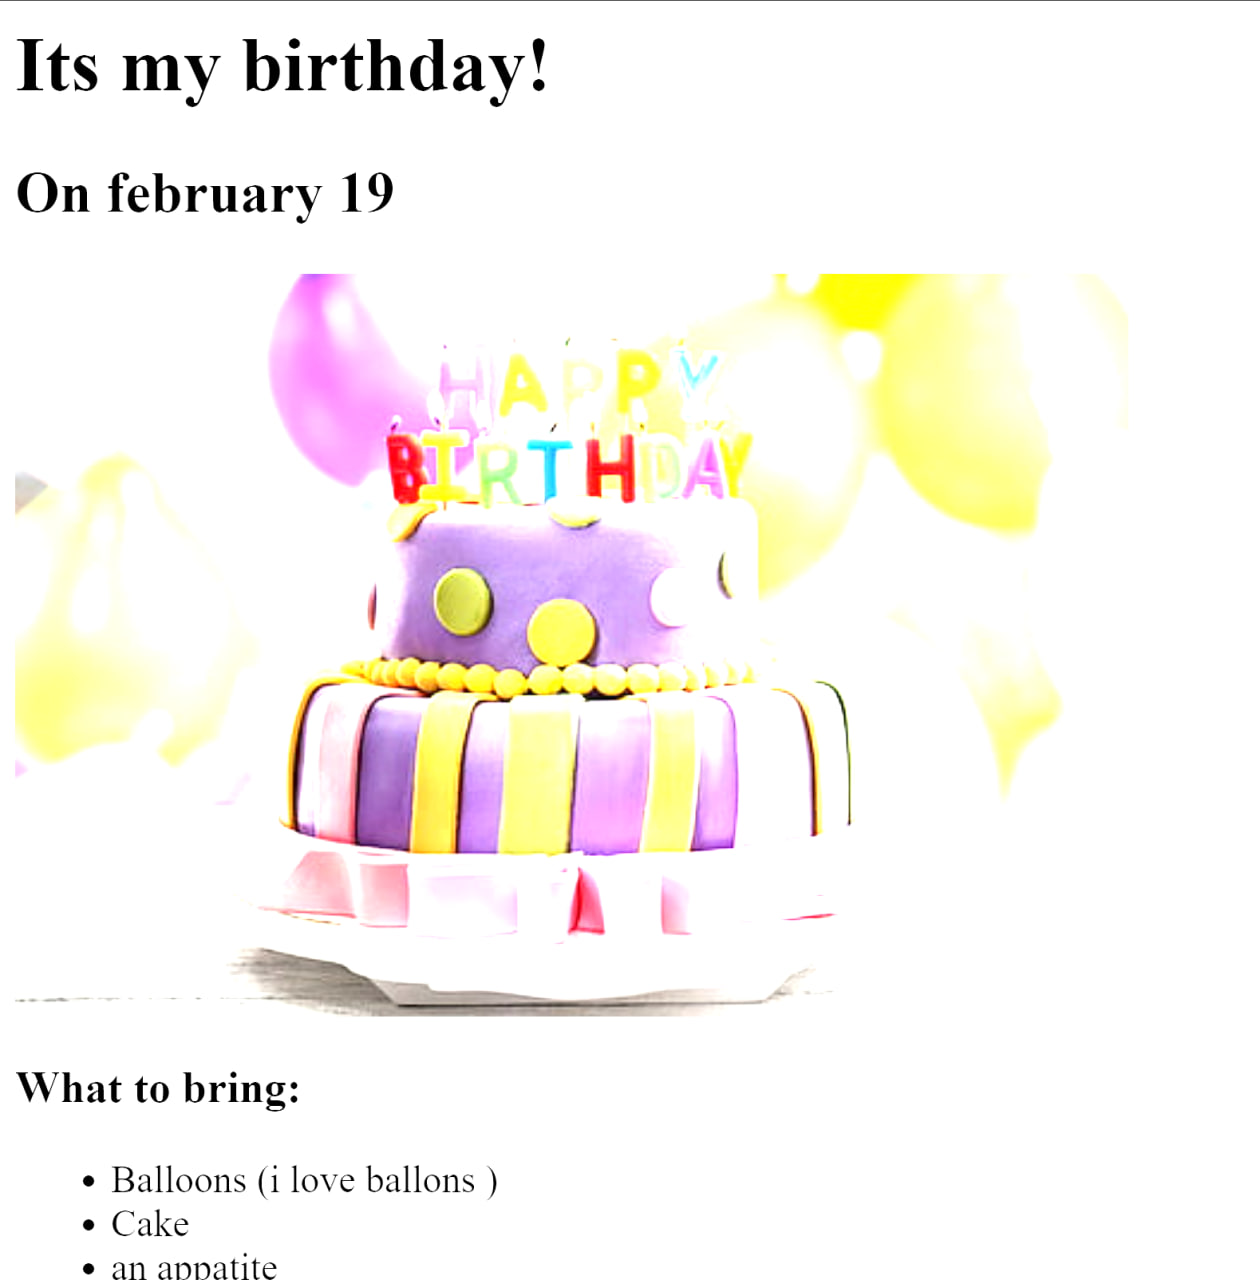 Its my birthday!
On february 19
HAPPY
BIRTHDAY
What to bring:
• Balloons (i love ballons )
• Cake
• an appatite